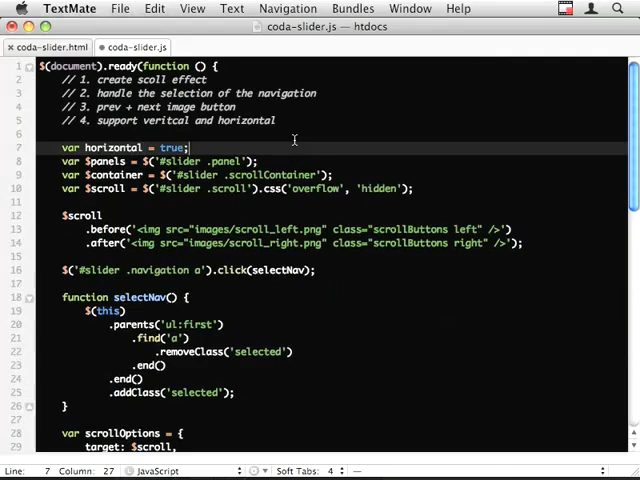 TextMate File Edit View Text Navigation Bundles Window Help
coda-slider.js — htdocs
coda-slider.html coda-slider.js
1 $(document).ready(function () {
2 // 1. create scoll effect
3 // 2. handle the selection of the navigation
4 // 3. prev + next image button
5 // 4. support veritcal and horizontal
6
7 var horizontal = true;
8 var $panels = $('#slider .panel');
9 var $container = $('#slider .scrollContainer');
10 var $scroll = $('#slider .scroll').css('overflow', 'hidden');
11
12 $scroll
13 .before('<img src="images/scroll_left.png" class="scrollButtons left" />')
14 .after('<img src="images/scroll_right.png" class="scrollButtons right" />');
15
16 $('#slider .navigation a').click(selectNav);
17
18 function selectNav() {
19 $(this)
20 .parents('ul:first')
21 .find('a')
22 .removeClass('selected')
23 .end()
24 .end()
25 .addClass('selected');
26 }
27
28 var scrollOptions = {
29 target: $scroll,
Line: 7 Column: 27 JavaScript Soft Tabs: 4 —